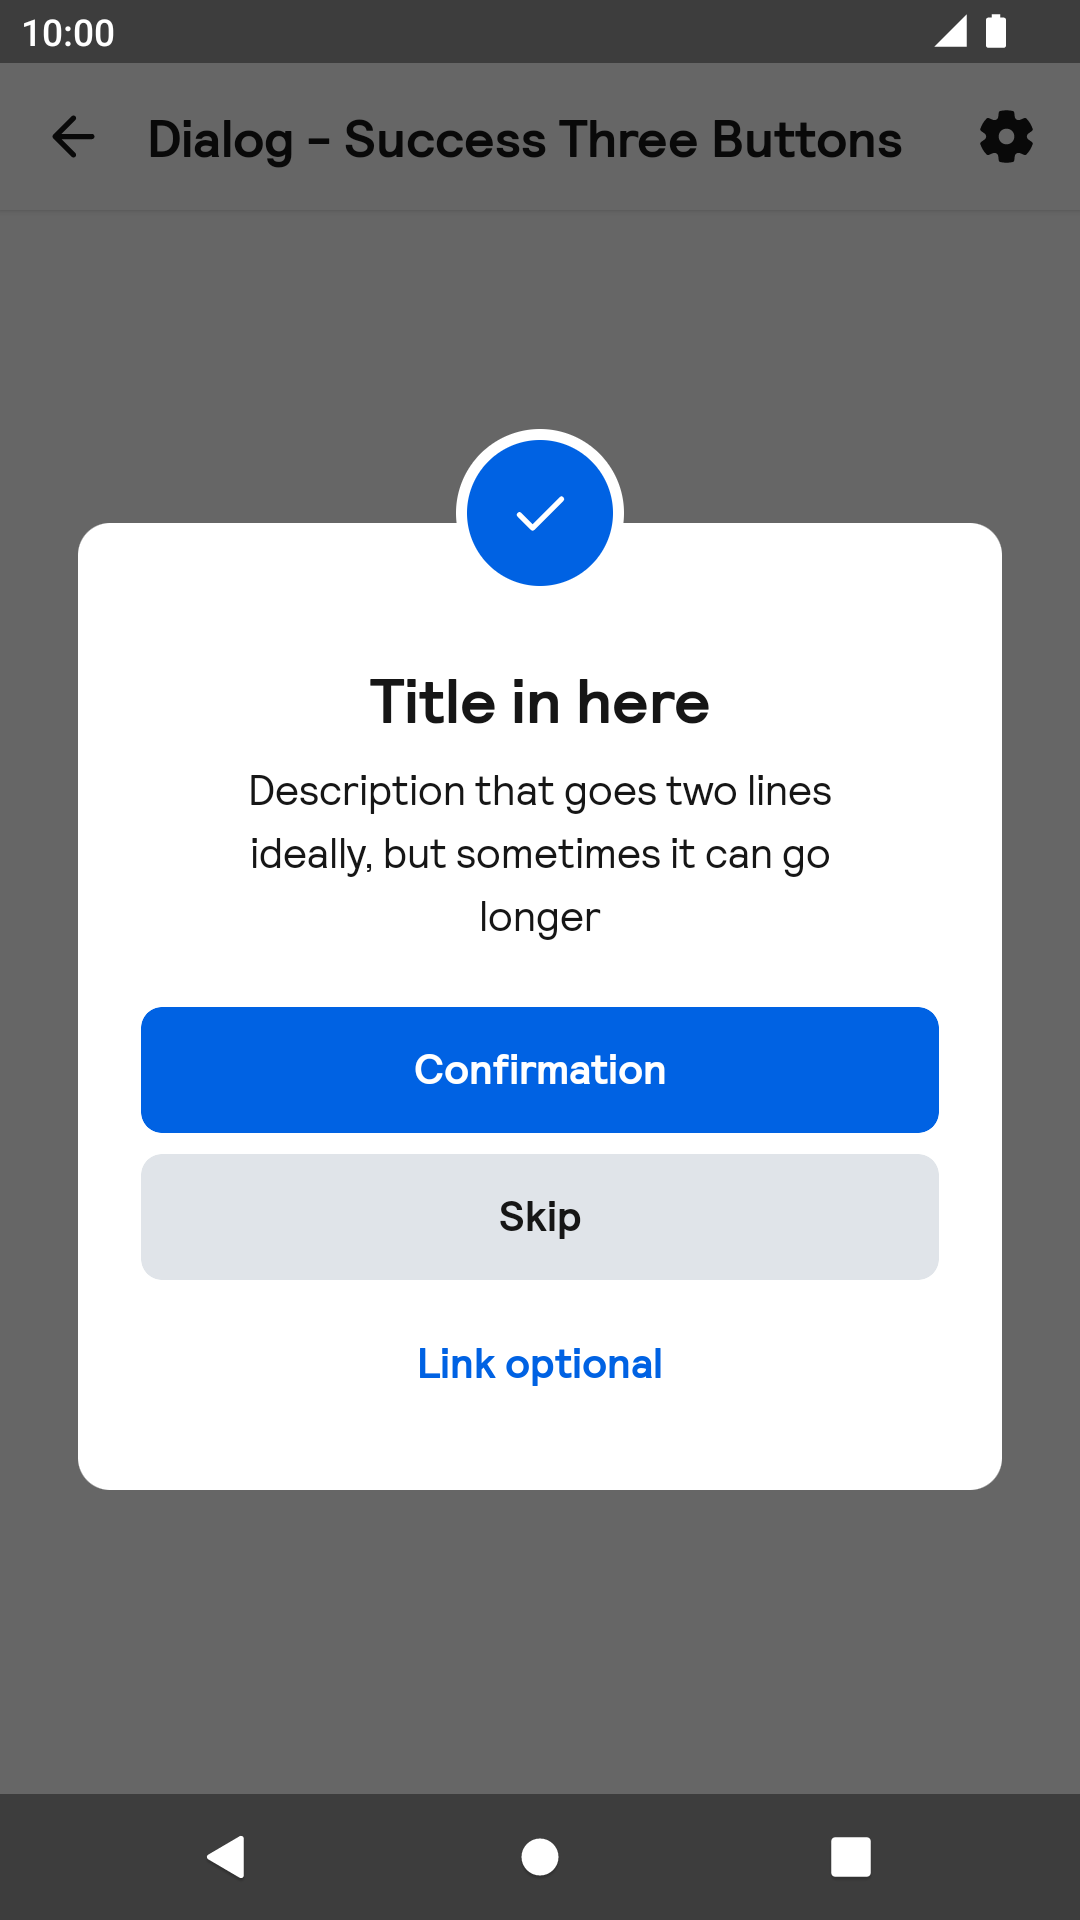 10:00
Dialog - Success Three Buttons
Title in here
Description that goes two lines
ideally, but sometimes it can go
longer
Confirmation
Skip
Link optional